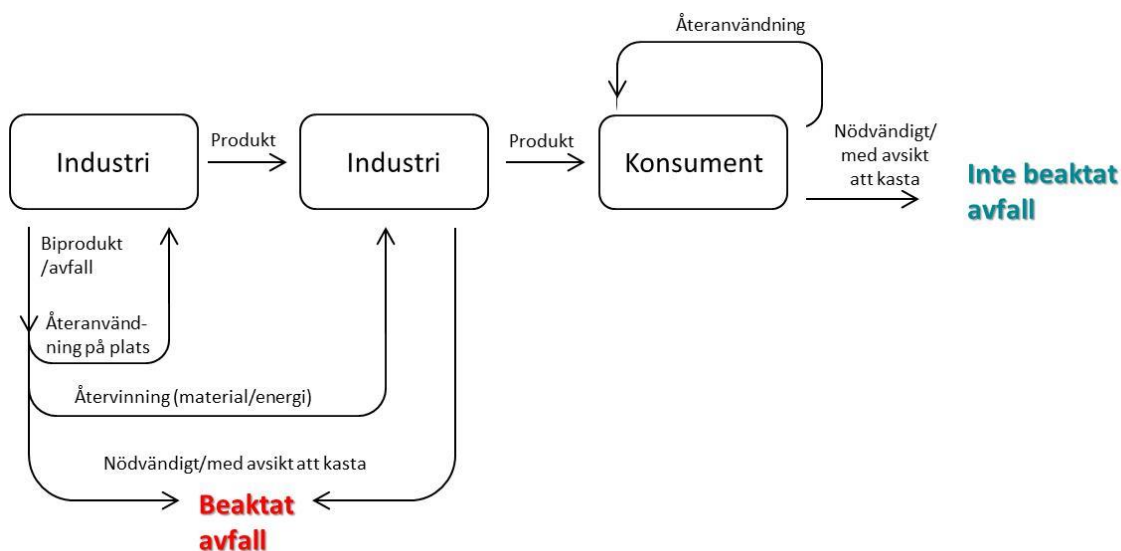 Återanvändning
Industri
Produkt
Industri
Produkt
Konsument
Nödvändigt/
med avsikt
att kasta
Inte beaktat
avfall
Biprodukt
/avfall
Återanvänd-
ning på plats
Återvinning (material/energi)
Nödvändigt/med avsikt att kasta
Beaktat
avfall